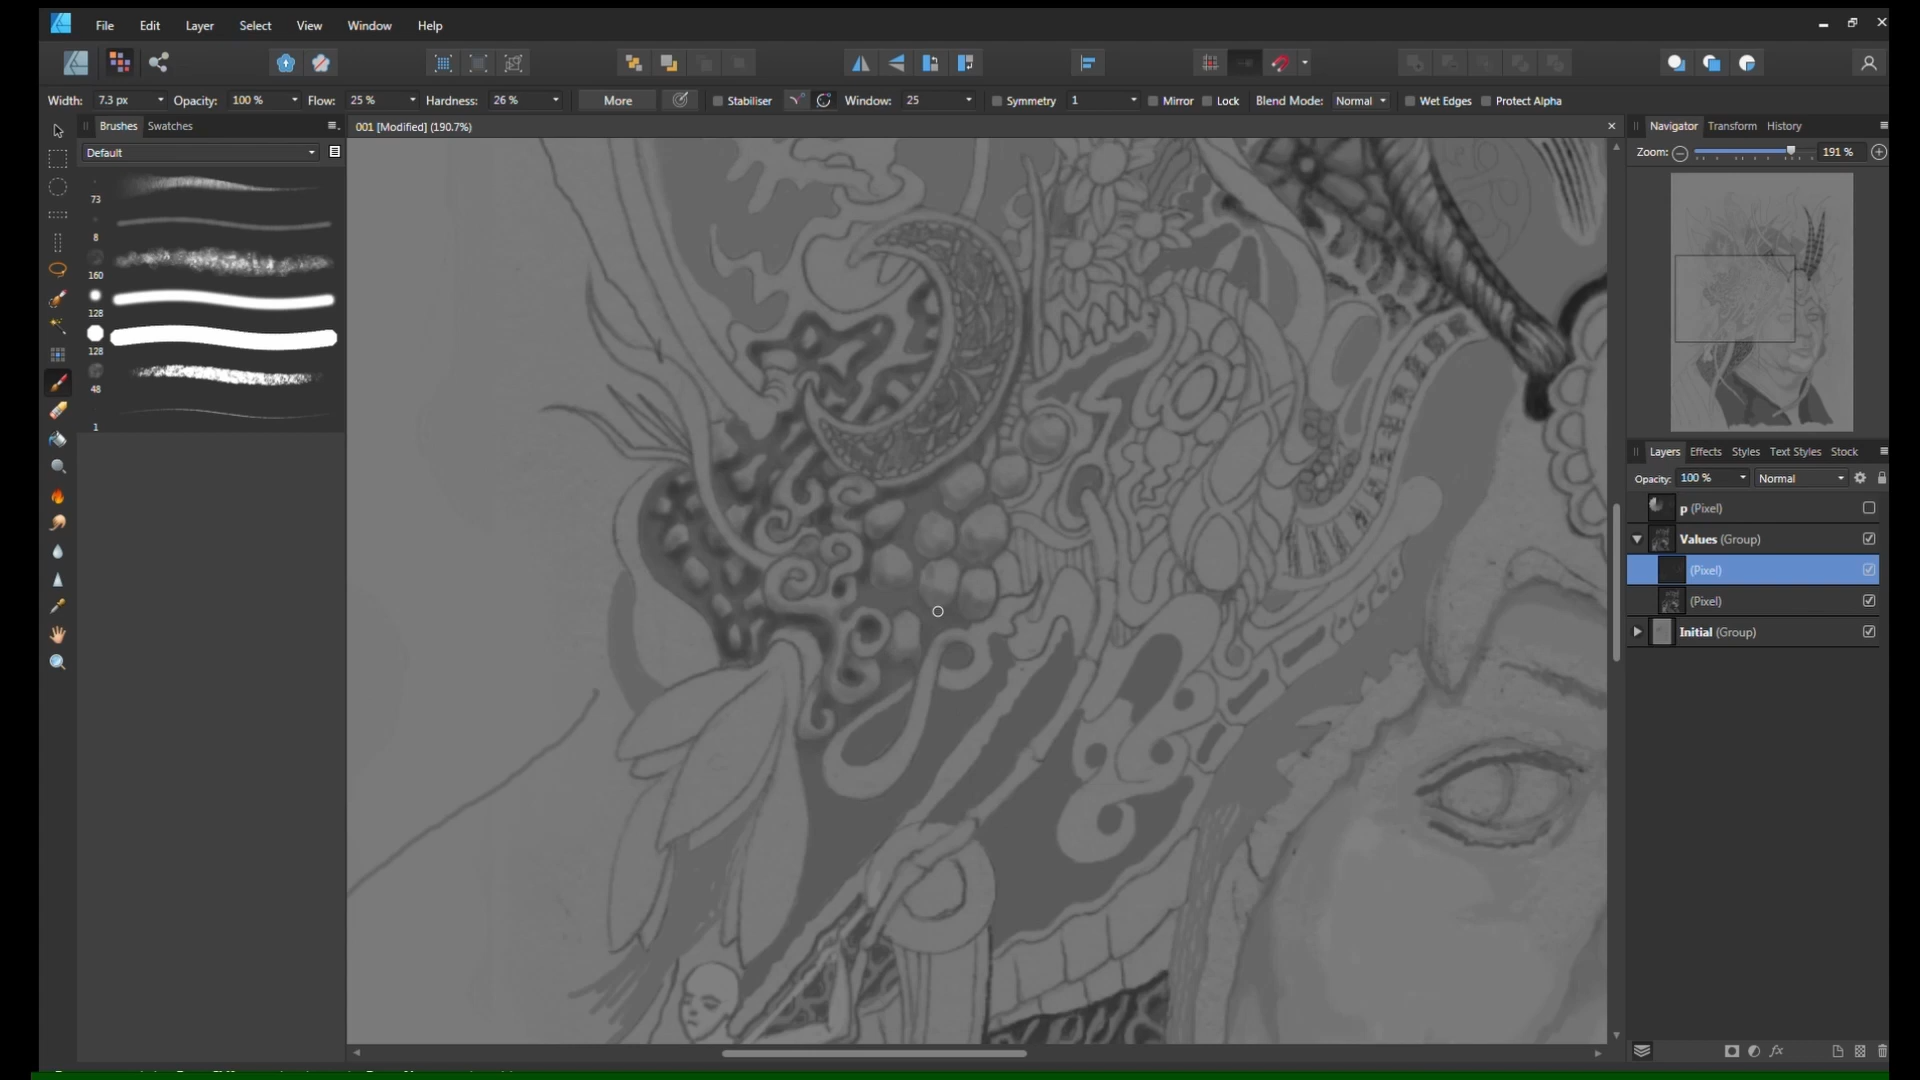 File Edit Layer Select View Window Help
Width: 7.3 px Opacity: 100 % Flow: 25 % Hardness: 26 % More Stabiliser Window: 25 Symmetry 1 Mirror Lock Blend Mode: Normal Wet Edges Protect Alpha
Brushes Swatches
001 [Modified] (190.7%)
Navigator Transform History
Default
Zoom: 191 %
73
8
160
128
128
48
1
Layers Effects Styles Text Styles Stock
Opacity: 100 % Normal
p (Pixel)
Values (Group)
(Pixel)
(Pixel)
Initial (Group)